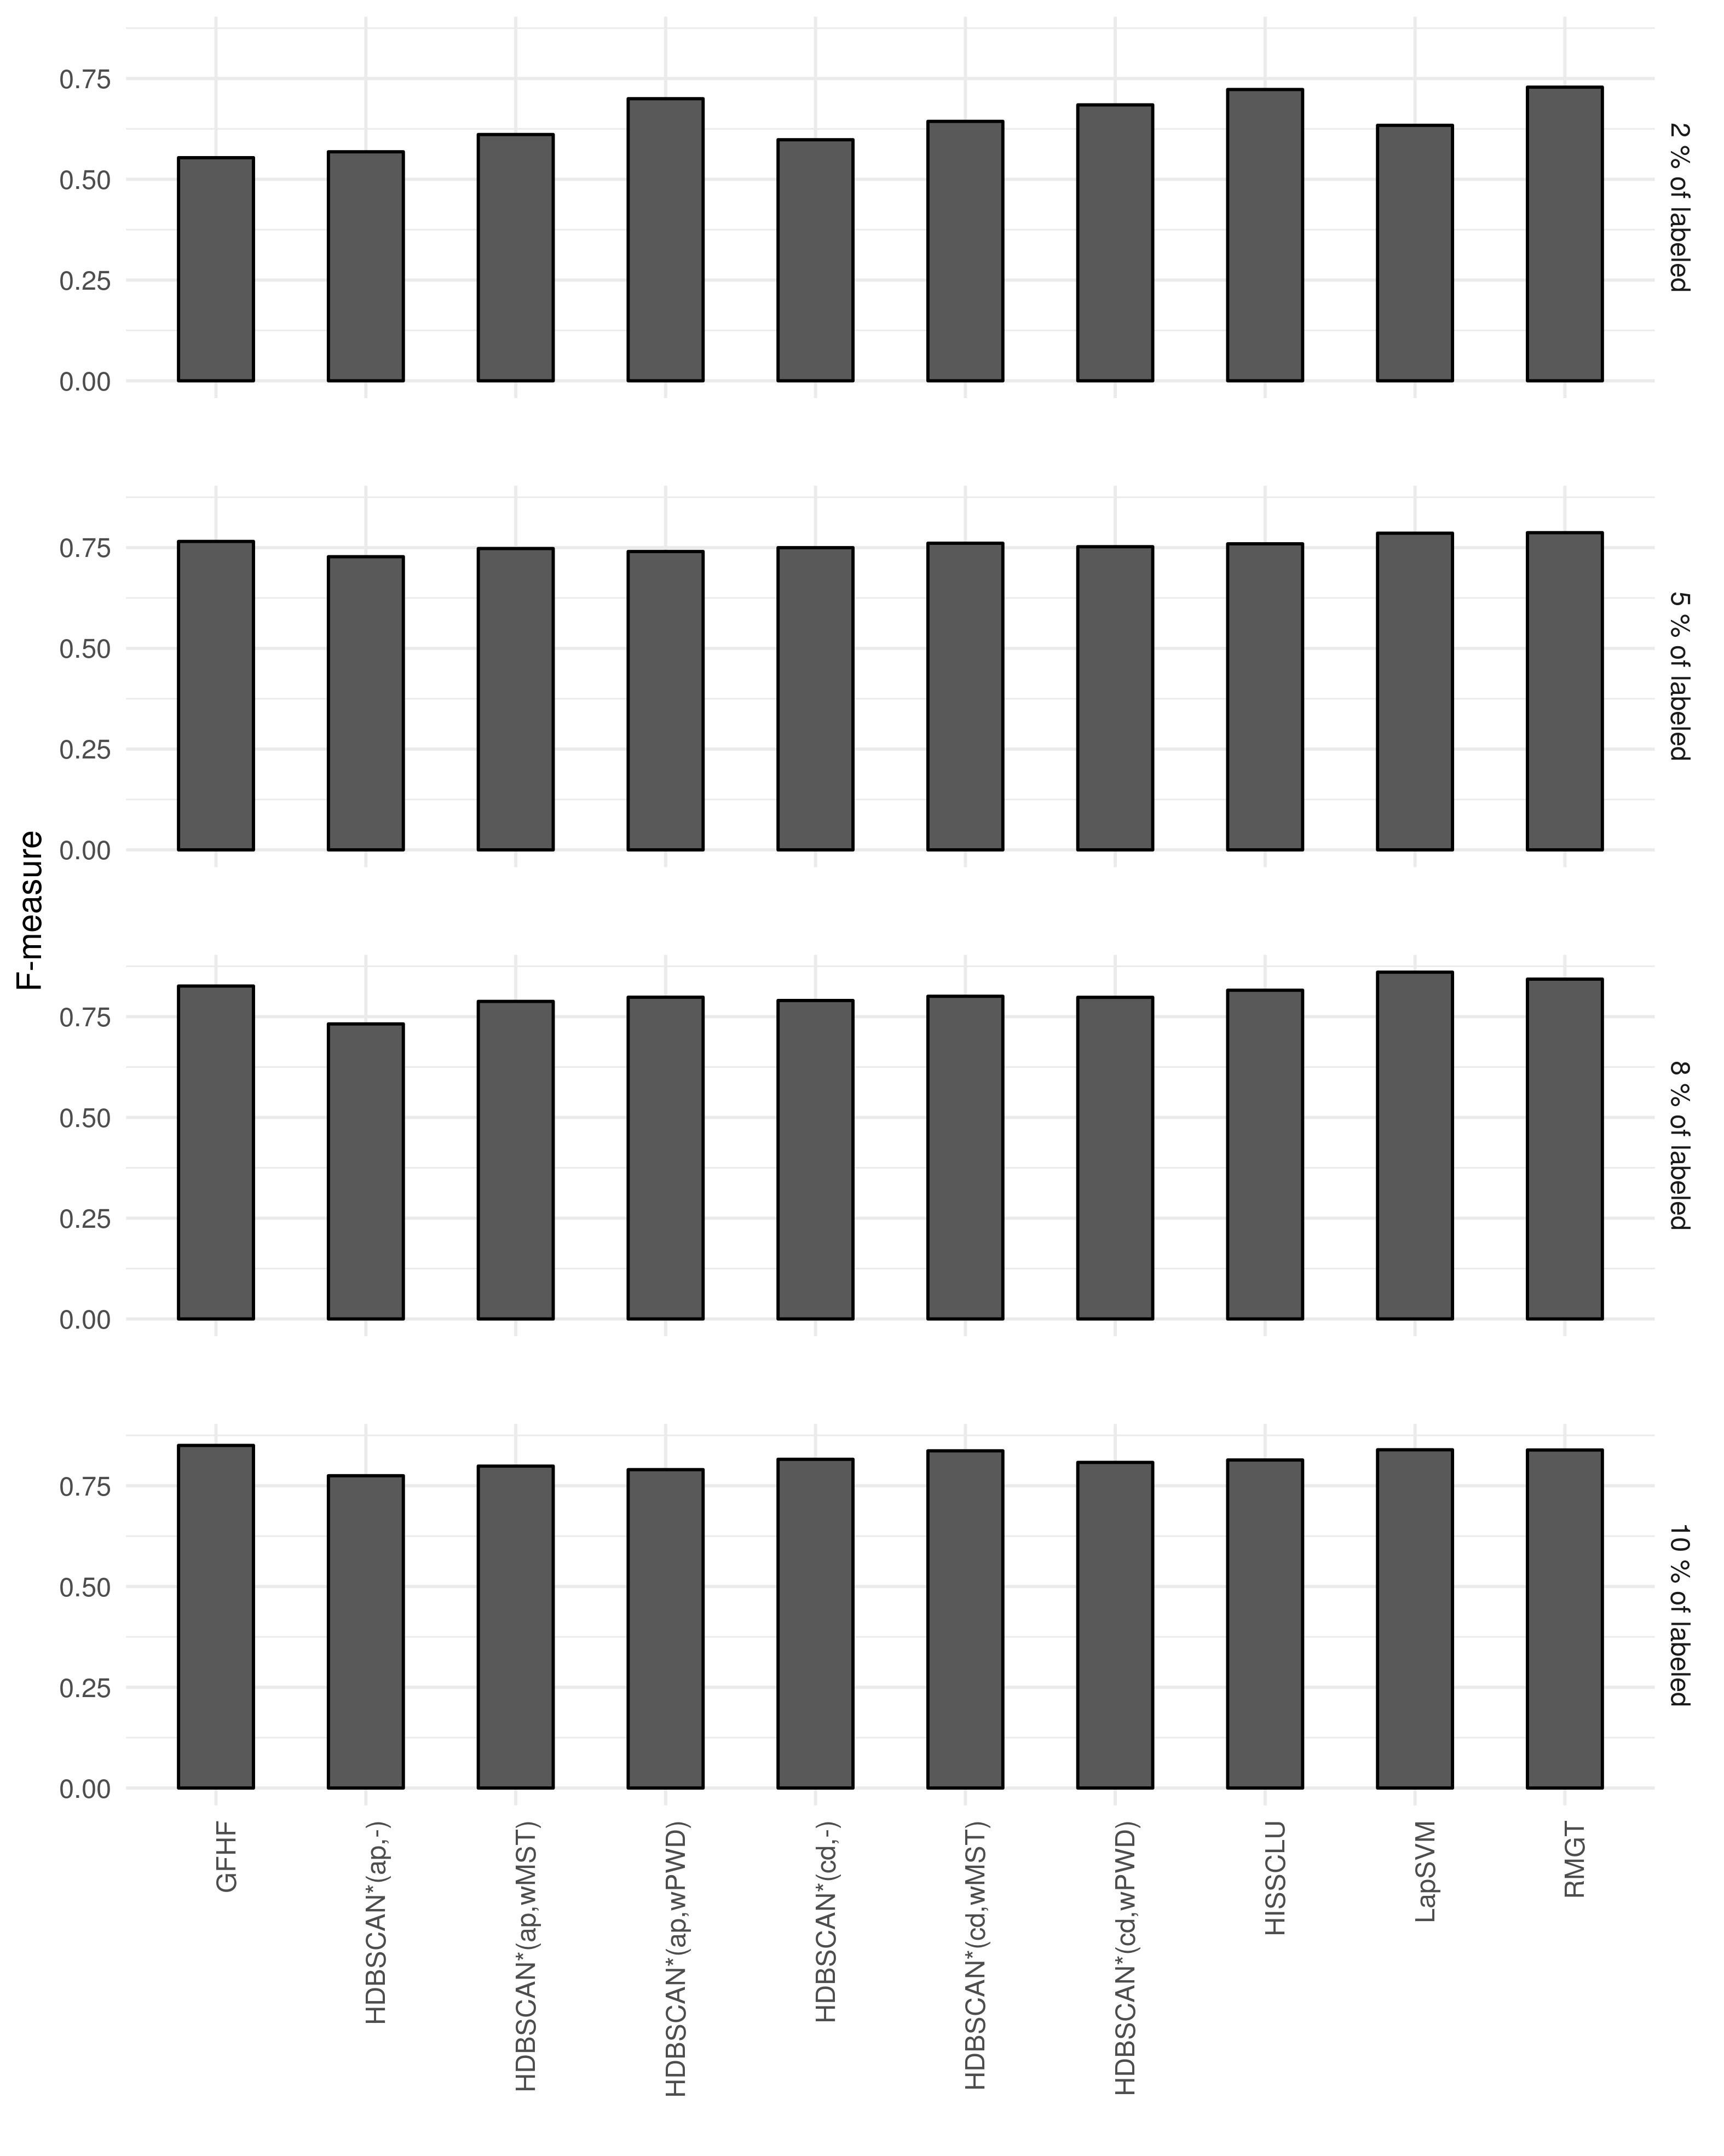 F-measure
0.75
0.50
0.25
0.00
2 % of labeled
0.75
0.50
0.25
0.00
5 % of labeled
0.75
0.50
0.25
0.00
8 % of labeled
0.75
0.50
0.25
0.00
10 % of labeled
GFHF
HDBSCAN*(ap,-)
HDBSCAN*(ap,wMST)
HDBSCAN*(ap,wPWD)
HDBSCAN*(cd,-)
HDBSCAN*(cd,wMST)
HDBSCAN*(cd,wPWD)
HISSCLU
LapSVM
RMGT